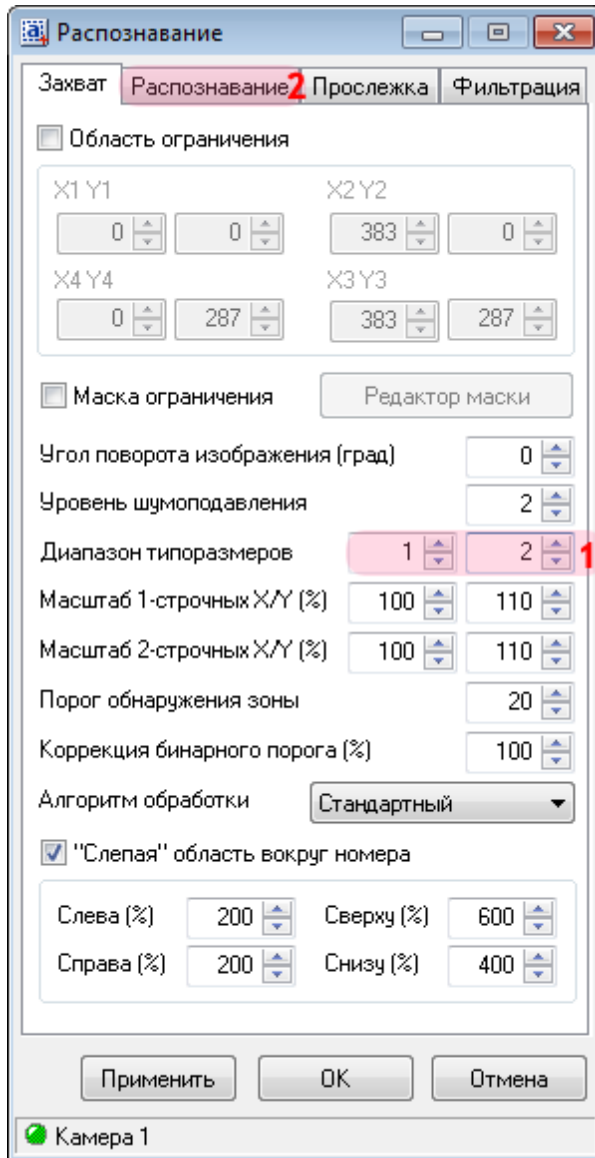 Распознавание
Захват Распознавание 2 Прослежка Фильтрация
Область ограничения
X1 Y1 X2 Y2
0 0 383 0
X4 Y4 X3 Y3
0 287 383 287
Маска ограничения Редактор маски
Угол поворота изображения (град) 0
Уровень шумоподавления 2
Диапазон типоразмеров 1 2 1
Масштаб 1-строчных X/Y (%) 100 110
Масштаб 2-строчных X/Y (%) 100 110
Порог обнаружения зоны 20
Коррекция бинарного порога (%) 100
Алгоритм обработки Стандартный
"Слепая" область вокруг номера
Слева (%) 200 Сверху (%) 600
Справа (%) 200 Снизу (%) 400
Применить OK Отмена
Камера 1